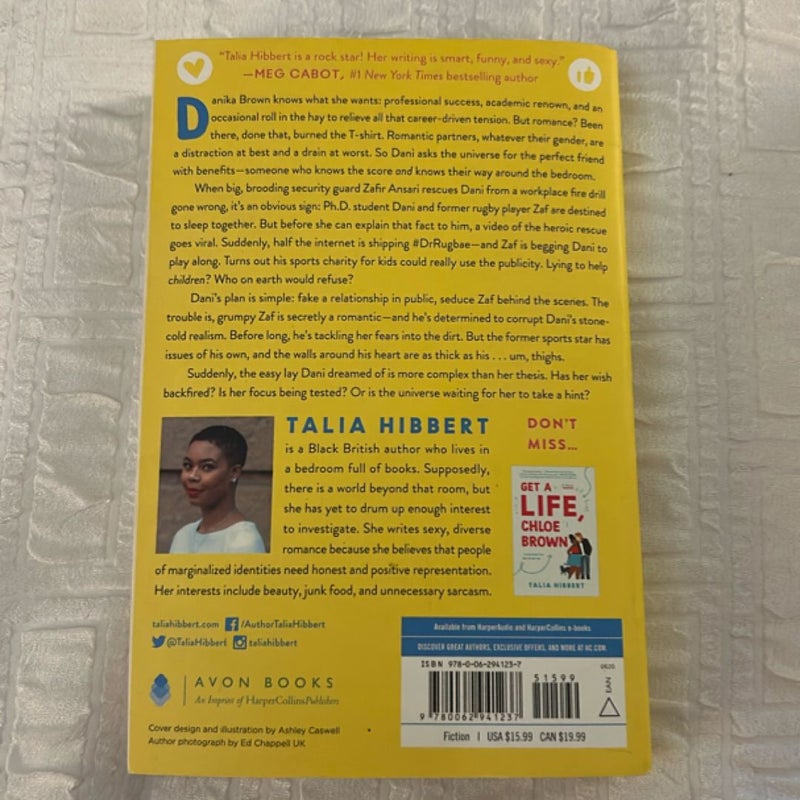 "Talia Hibbert is a rock star! Her writing is smart, funny, and sexy."
—MEG CABOT, #1 New York Times bestselling author
Danika Brown knows what she wants: professional success, academic renown, and an
occasional roll in the hay to relieve all that career-driven tension. But romance? Been
there, done that, burned the T-shirt. Romantic partners, whatever their gender, are
a distraction at best and a drain at worst. So Dani asks the universe for the perfect friend
with benefits—someone who knows the score and knows their way around the bedroom.
When big, brooding security guard Zafir Ansari rescues Dani from a workplace fire drill
gone wrong, it's an obvious sign: Ph.D. student Dani and former rugby player Zaf are destined
to sleep together. But before she can explain that fact to him, a video of the heroic rescue
goes viral. Suddenly, half the internet is shipping #DrRugbae—and Zaf is begging Dani to
play along. Turns out his sports charity for kids could really use the publicity. Lying to help
children? Who on earth would refuse?
Dani's plan is simple: fake a relationship in public, seduce Zaf behind the scenes. The
trouble is, grumpy Zaf is secretly a romantic—and he's determined to corrupt Dani's stone-
cold realism. Before long, he's tackling her fears into the dirt. But the former sports star has
issues of his own, and the walls around his heart are as thick as his . . . um, thighs.
Suddenly, the easy lay Dani dreamed of is more complex than her thesis. Has her wish
backfired? Is her focus being tested? Or is the universe waiting for her to take a hint?
TALIA HIBBERT
is a Black British author who lives in
a bedroom full of books. Supposedly,
there is a world beyond that room, but
she has yet to drum up enough interest
to investigate. She writes sexy, diverse
romance because she believes that people
of marginalized identities need honest and positive representation.
Her interests include beauty, junk food, and unnecessary sarcasm.
DON'T
MISS...
GET A
LIFE,
CHLOE
BROWN
TALIA HIBBERT
taliahibbert.com /AuthorTaliaHibbert
@TaliaHibbert taliahibbert
AVON BOOKS
An Imprint of HarperCollinsPublishers
Cover design and illustration by Ashley Caswell
Author photograph by Ed Chappell UK
Available from HarperAudio and HarperCollins e-books
DISCOVER GREAT AUTHORS, EXCLUSIVE OFFERS, AND MORE AT HC.COM
ISBN 978-0-06-294123-7
0620
51599
EAN
9 780062 941237
Fiction | USA $15.99 CAN $19.99